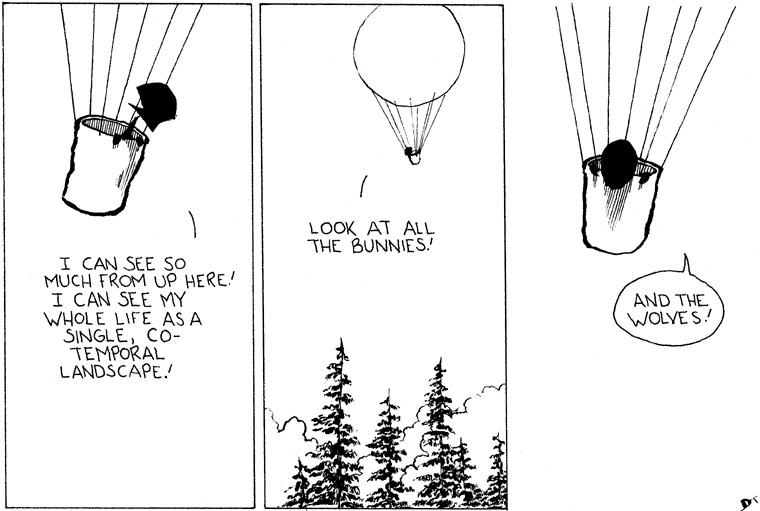 I CAN SEE SO
MUCH FROM UP HERE!
I CAN SEE MY
WHOLE LIFE AS A
SINGLE, CO-
TEMPORAL
LANDSCAPE!
LOOK AT ALL
THE BUNNIES!
AND THE
WOLVES!
DT